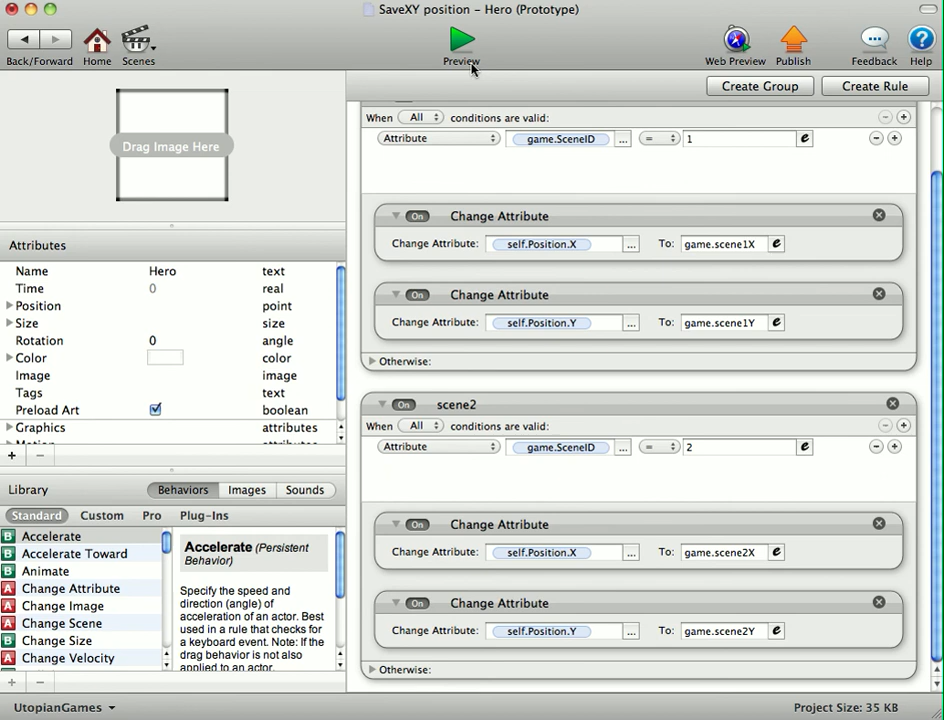 SaveXY position – Hero (Prototype)
Back/Forward Home Scenes Preview Web Preview Publish Feedback Help
Create Group Create Rule
Drag Image Here
When All conditions are valid:
Attribute game.SceneID ... = 1 e
On Change Attribute
Change Attribute: self.Position.X ... To: game.scene1X e
On Change Attribute
Change Attribute: self.Position.Y ... To: game.scene1Y e
Otherwise:
On scene2
When All conditions are valid:
Attribute game.SceneID ... = 2 e
On Change Attribute
Change Attribute: self.Position.X ... To: game.scene2X e
On Change Attribute
Change Attribute: self.Position.Y ... To: game.scene2Y e
Otherwise:
Attributes
Name Hero text
Time 0 real
Position point
Size size
Rotation 0 angle
Color color
Image image
Tags text
Preload Art boolean
Graphics attributes
Library Behaviors Images Sounds
Standard Custom Pro Plug-Ins
B Accelerate
B Accelerate Toward
B Animate
A Change Attribute
A Change Image
A Change Scene
B Change Size
A Change Velocity
Accelerate (Persistent
Behavior)
Specify the speed and
direction (angle) of
acceleration of an actor. Best
used in a rule that checks for
a keyboard event. Note: If the
drag behavior is not also
applied to an actor,
UtopianGames
Project Size: 35 KB